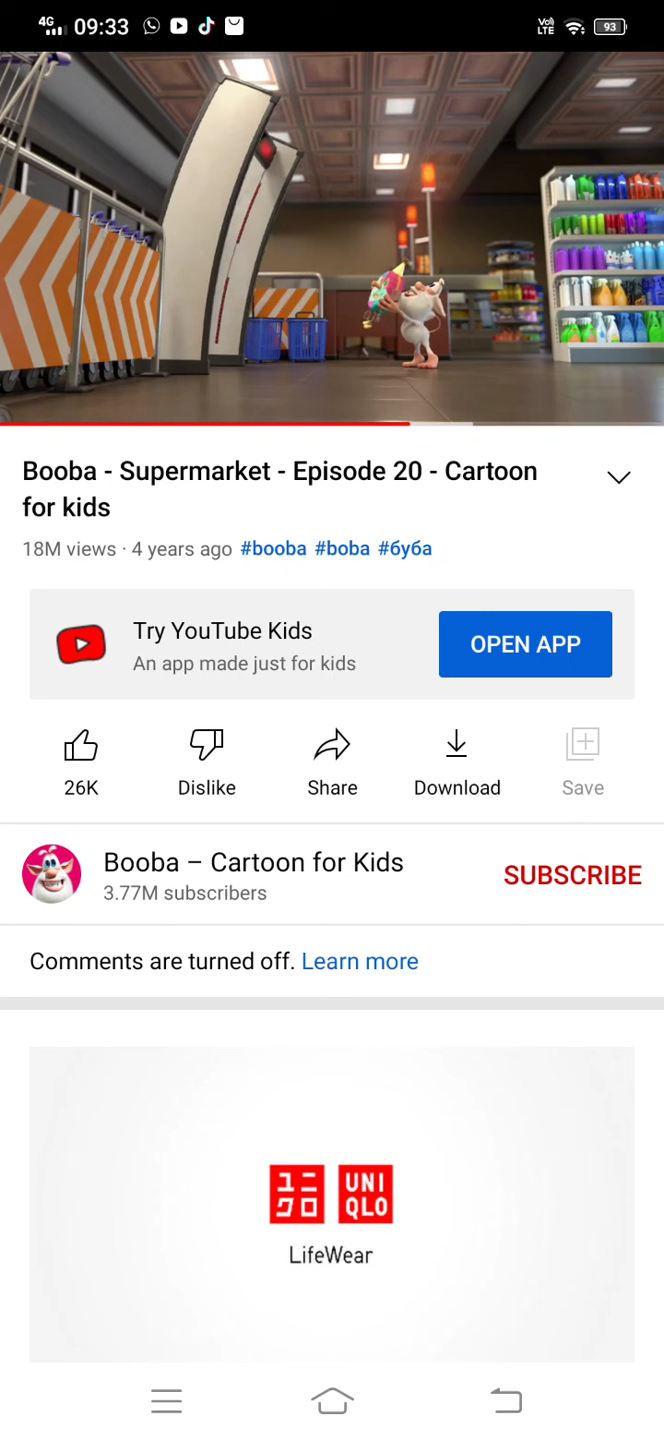 4G 09:33 Vo) LTE 93
Booba - Supermarket - Episode 20 - Cartoon
for kids
18M views · 4 years ago #booba #boba #буба
Try YouTube Kids
An app made just for kids
OPEN APP
26K Dislike Share Download Save
Booba – Cartoon for Kids
3.77M subscribers
SUBSCRIBE
Comments are turned off. Learn more
ユニ UNI
クロ QLO
LifeWear